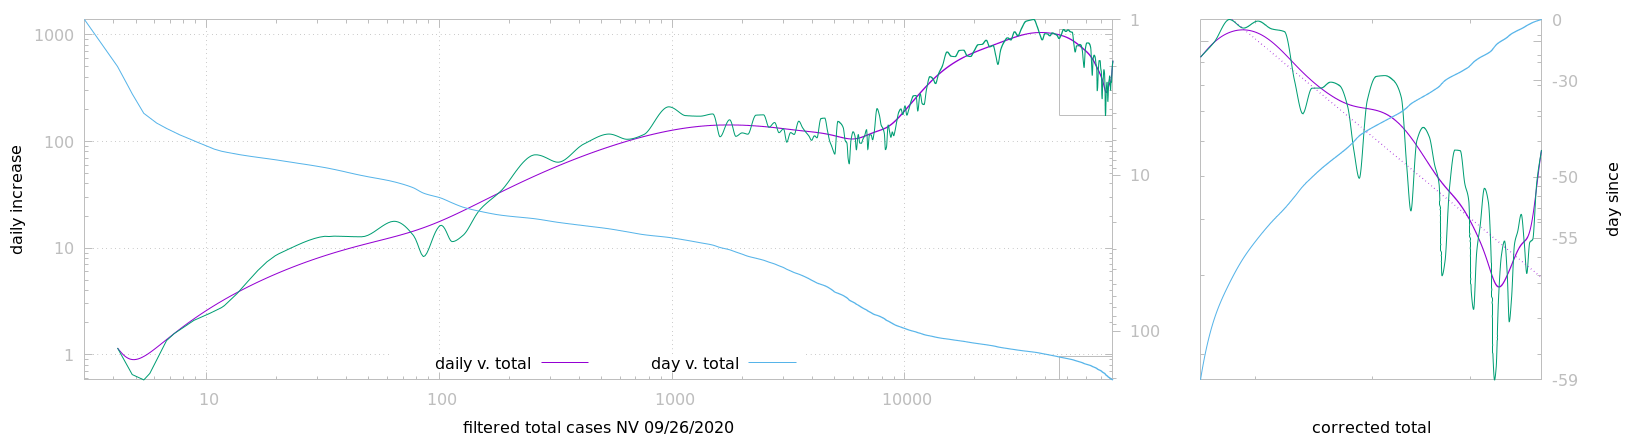 1000
100
10
1
daily increase
10
100
1000
10000
filtered total cases NV 09/26/2020
daily v. total
day v. total
1
10
100
0
-30
-50
-55
-59
day since
corrected total